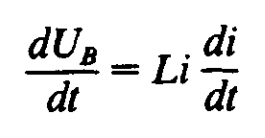 dU_B/dt = Li di/dt